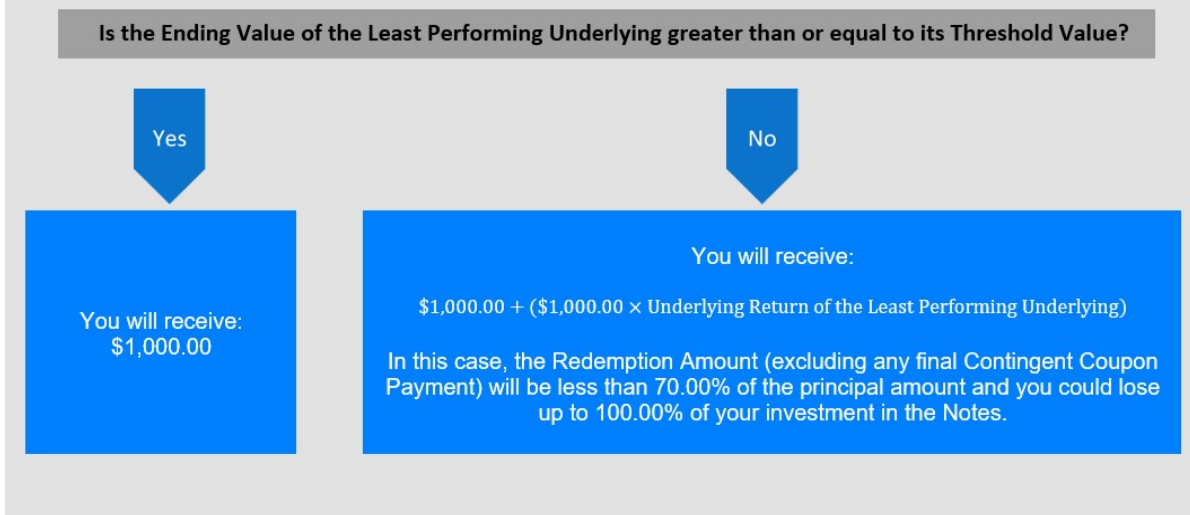 Is the Ending Value of the Least Performing Underlying greater than or equal to its Threshold Value?
Yes
No
You will receive:
$1,000.00
You will receive:
$1,000.00 + ($1,000.00 × Underlying Return of the Least Performing Underlying)
In this case, the Redemption Amount (excluding any final Contingent Coupon
Payment) will be less than 70.00% of the principal amount and you could lose
up to 100.00% of your investment in the Notes.